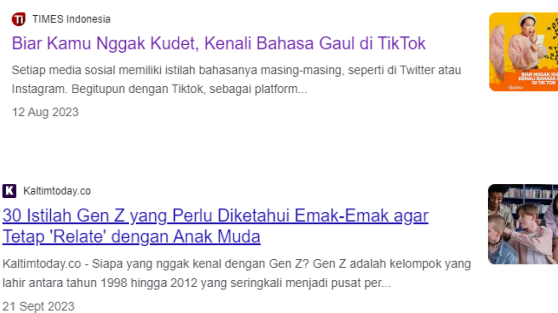 TIMES Indonesia
Biar Kamu Nggak Kudet, Kenali Bahasa Gaul di TikTok
Setiap media sosial memiliki istilah bahasanya masing-masing, seperti di Twitter atau
Instagram. Begitupun dengan Tiktok, sebagai platform...
12 Aug 2023
Kaltimtoday.co
30 Istilah Gen Z yang Perlu Diketahui Emak-Emak agar
Tetap 'Relate' dengan Anak Muda
Kaltimtoday.co - Siapa yang nggak kenal dengan Gen Z? Gen Z adalah kelompok yang
lahir antara tahun 1998 hingga 2012 yang seringkali menjadi pusat per...
21 Sept 2023